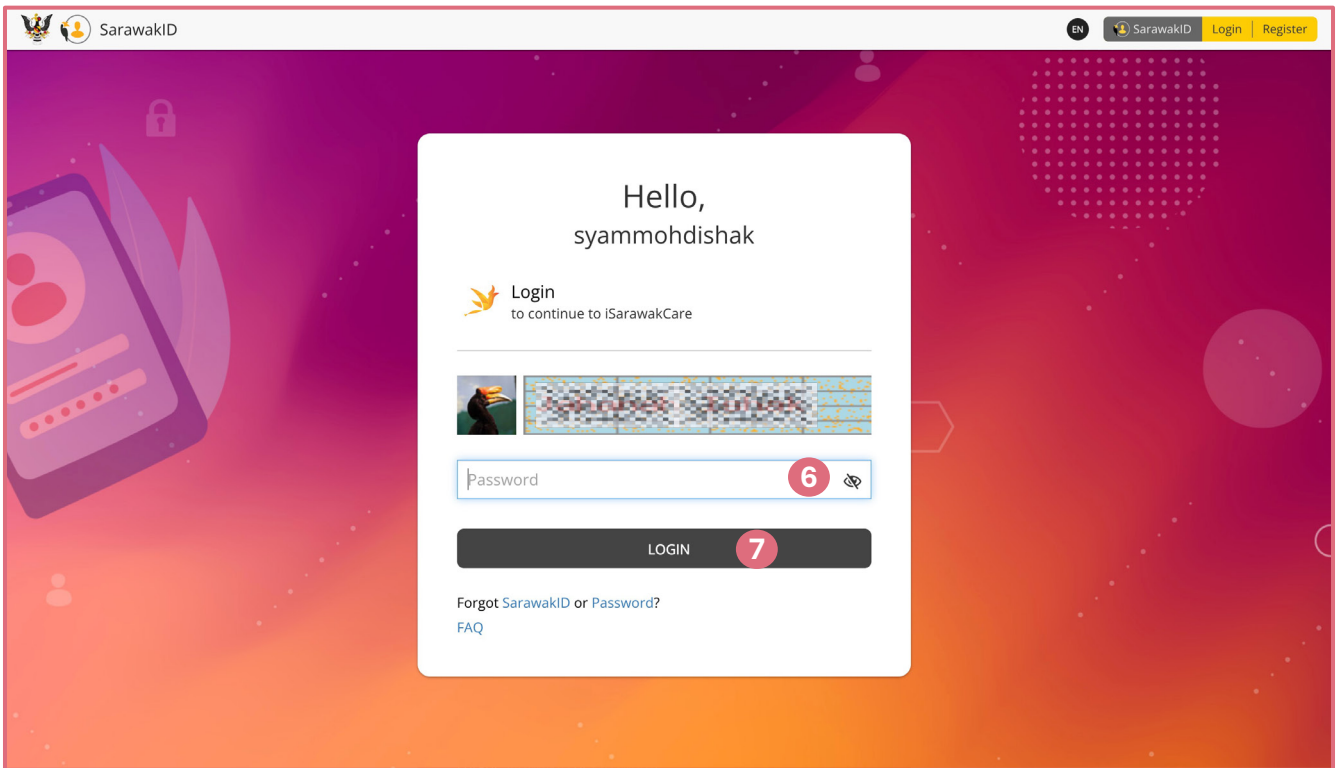 SarawakID
EN
SarawakID Login Register
Hello,
syammohdishak
Login
to continue to iSarawakCare
Password 6
LOGIN 7
Forgot SarawakID or Password?
FAQ